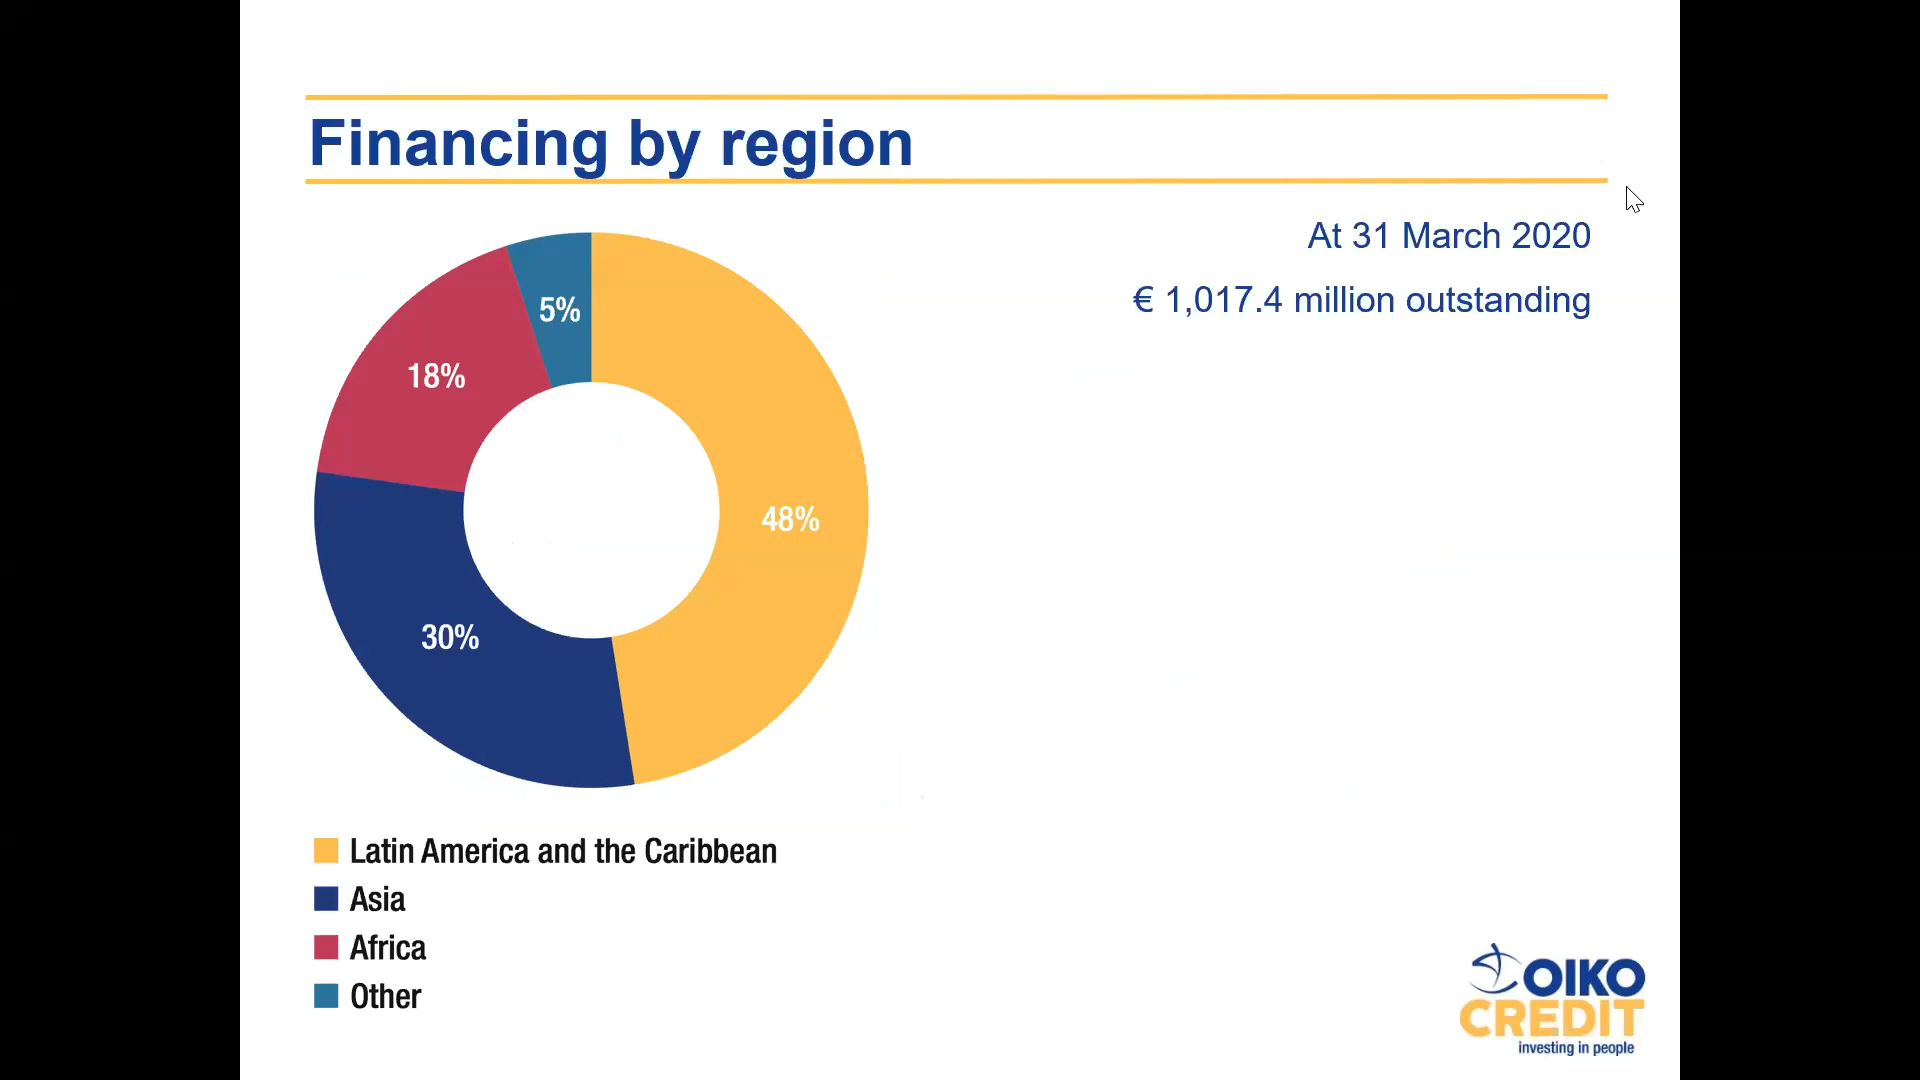 Financing by region
At 31 March 2020
€ 1,017.4 million outstanding
5%
18%
48%
30%
Latin America and the Caribbean
Asia
Africa
Other
OIKO
CREDIT
investing in people